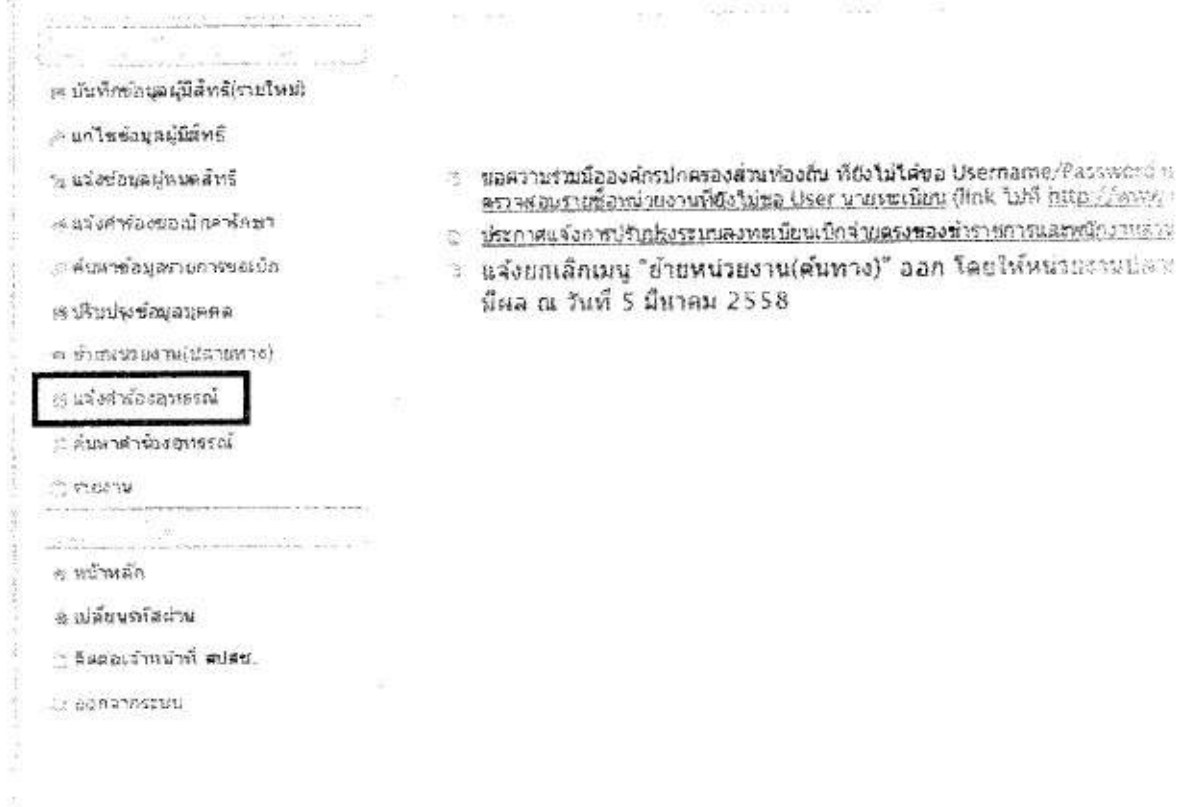 บันทึกข้อมูลผู้มีสิทธิ(รายใหม่)
แก้ไขข้อมูลผู้มีสิทธิ
แจ้งข้อมูลผู้หมดสิทธิ
แจ้งคำร้องขอเบิกค่ารักษา
ค้นหาข้อมูลรายการขอเบิก
ปรับปรุงข้อมูลบุคคล
ย้ายหน่วยงาน(ปลายทาง)
แจ้งคำร้องอุทธรณ์
ค้นหาคำร้องอุทธรณ์
รายงาน
หน้าหลัก
เปลี่ยนรหัสผ่าน
ติดต่อเจ้าหน้าที่ สปสช.
ออกจากระบบ
ขอความร่วมมือองค์กรปกครองส่วนท้องถิ่น ที่ยังไม่ได้ขอ Username/Password
ตรวจสอบรายชื่อหน่วยงานที่ยังไม่ขอ User นายทะเบียน (link ไปที่ http://www
ประกาศแจ้งการปรับปรุงระบบลงทะเบียนเบิกจ่ายตรงของข้าราชการและพนักงานส่วน
แจ้งยกเลิกเมนู "ย้ายหน่วยงาน(ต้นทาง)" ออก โดยให้หน่วยงานปลาย
มีผล ณ วันที่ 5 มีนาคม 2558